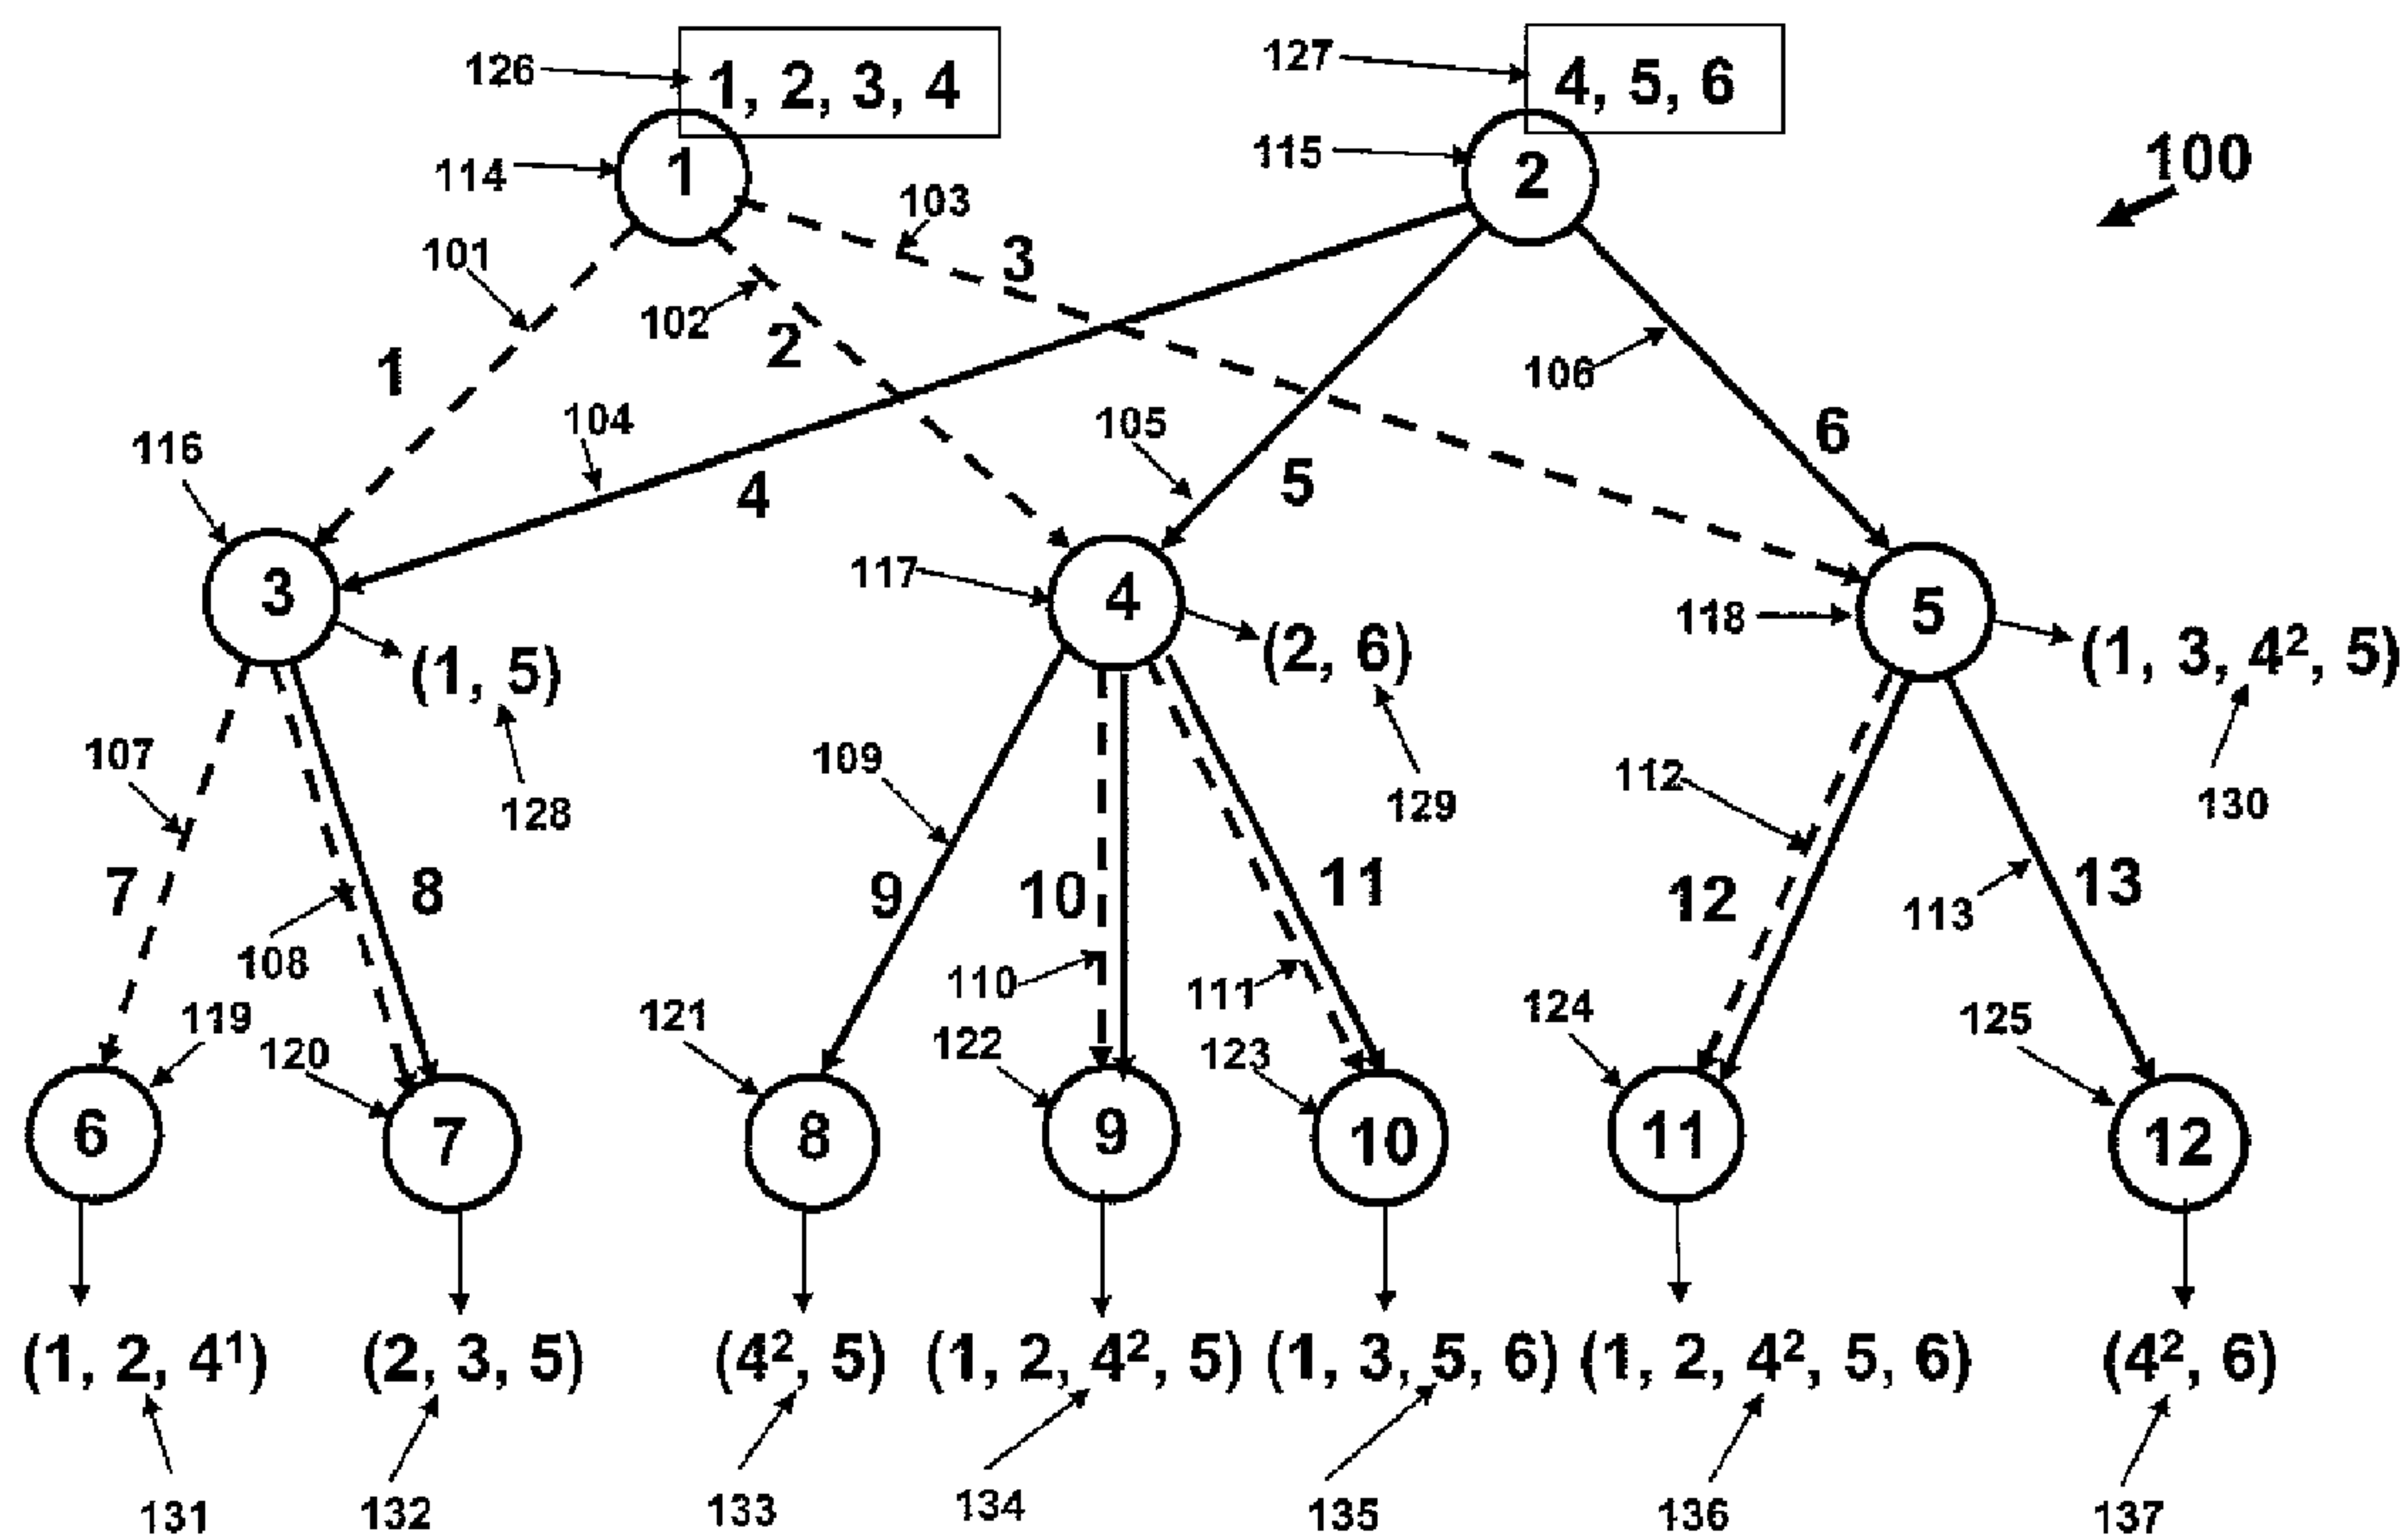 126 1, 2, 3, 4 127 4, 5, 6
114 1 115 2 100
103
101 102 2 3
1 104 105 106 6
116 4 5
3 117 4 118 5
(1, 5) (2, 6) (1, 3, 4², 5)
107 128 109 129 112 130
7 108 8 9 10 11 12 113 13
119 120 121 110 122 111 123 124 125
6 7 8 9 10 11 12
(1, 2, 4¹) (2, 3, 5) (4², 5) (1, 2, 4², 5) (1, 3, 5, 6) (1, 2, 4², 5, 6) (4², 6)
131 132 133 134 135 136 137